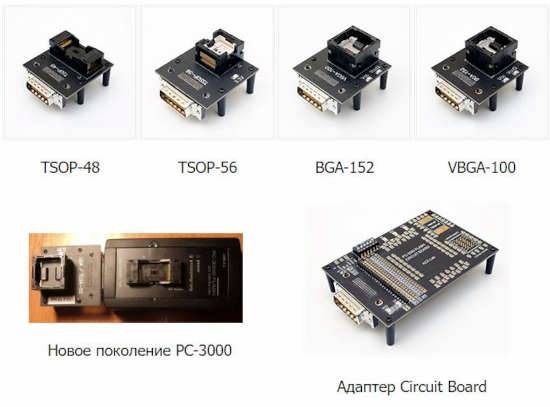 TSOP-48
TSOP-56
BGA-152
VBGA-100
Новое поколение PC-3000
Адаптер Circuit Board